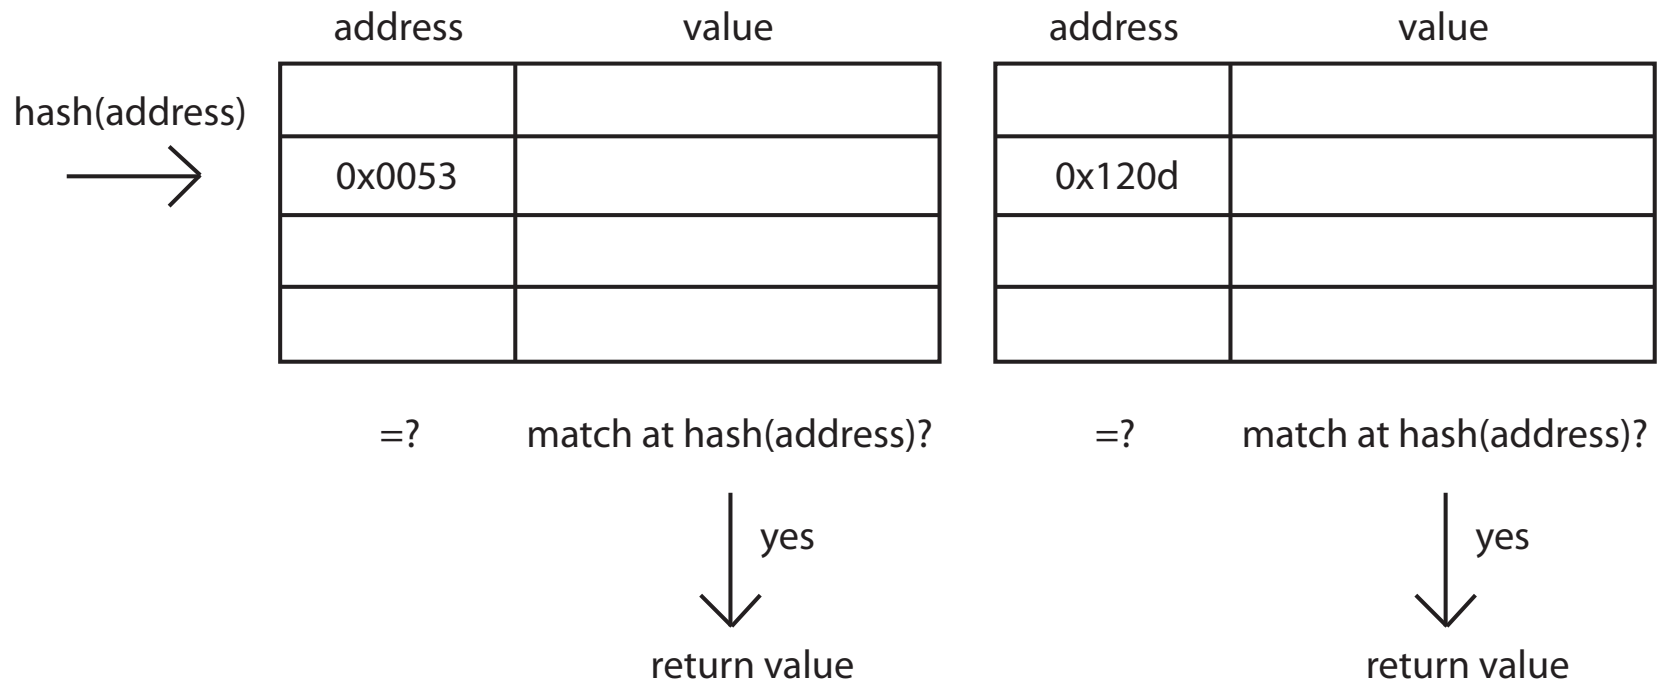 address value address value
hash(address)
0x0053 0x120d
=? match at hash(address)? =? match at hash(address)?
yes yes
return value return value